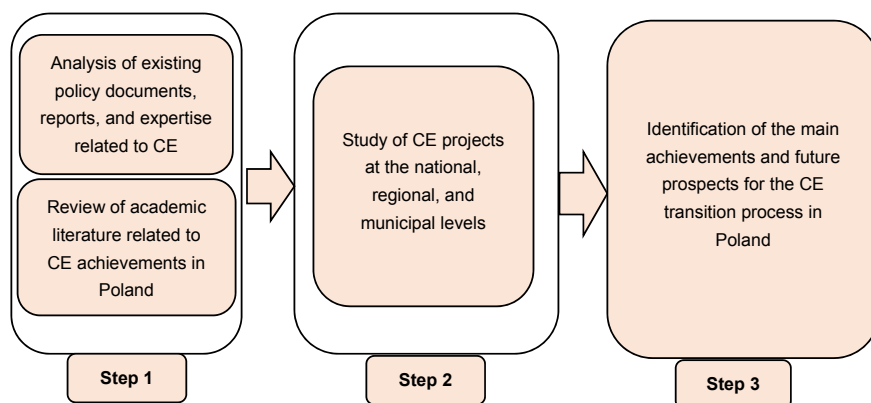 Analysis of existing
policy documents,
reports, and expertise
related to CE
Review of academic
literature related to
CE achievements in
Poland
Step 1
Study of CE projects
at the national,
regional, and
municipal levels
Step 2
Identification of the main
achievements and future
prospects for the CE
transition process in
Poland
Step 3